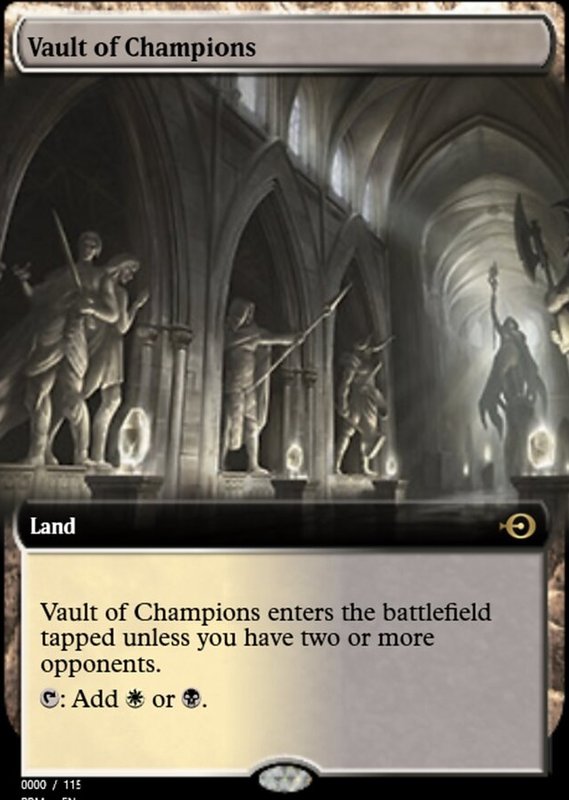 Vault of Champions
Land
Vault of Champions enters the battlefield
tapped unless you have two or more
opponents.
: Add or .
0000 / 115